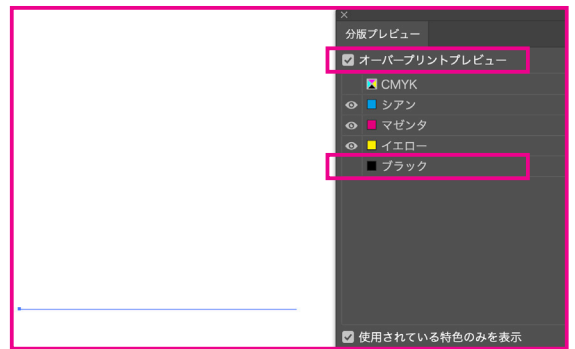 分版プレビュー
オーバープリントプレビュー
CMYK
シアン
マゼンタ
イエロー
ブラック
使用されている特色のみを表示